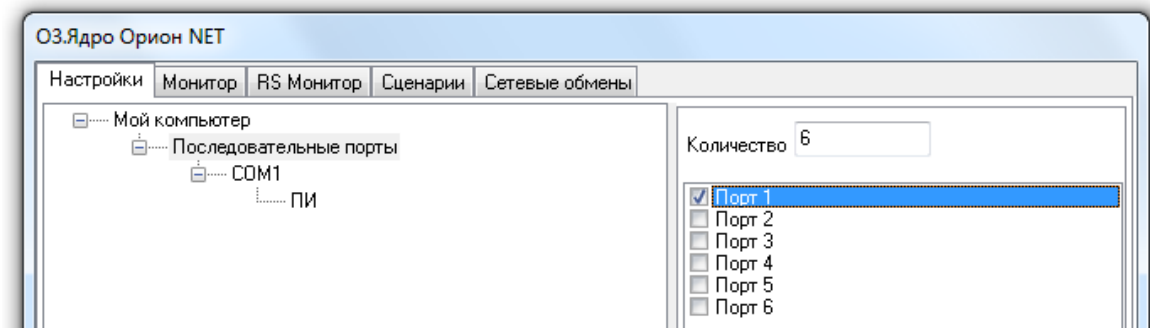 О3.Ядро Орион NET
Настройки Монитор RS Монитор Сценарии Сетевые обмены
Мой компьютер
Последовательные порты
COM1
ПИ
Количество 6
Порт 1
Порт 2
Порт 3
Порт 4
Порт 5
Порт 6